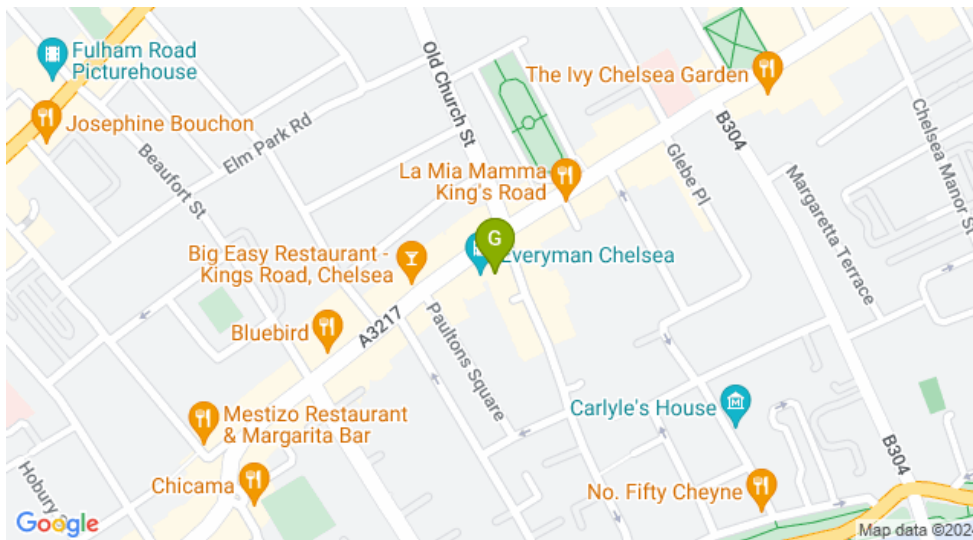 Fulham Road
Picturehouse
Josephine Bouchon
Beaufort St
Elm Park Rd
Old Church St
The Ivy Chelsea Garden
B304
Chelsea Manor St
La Mia Mamma
King's Road
Glebe Pl
Margaretta Terrace
G
Everyman Chelsea
Big Easy Restaurant -
Kings Road, Chelsea
Bluebird
A3217
Paultons Square
Mestizo Restaurant
& Margarita Bar
Carlyle's House
B304
Chicama
No. Fifty Cheyne
Hobury
Google
Map data ©2024